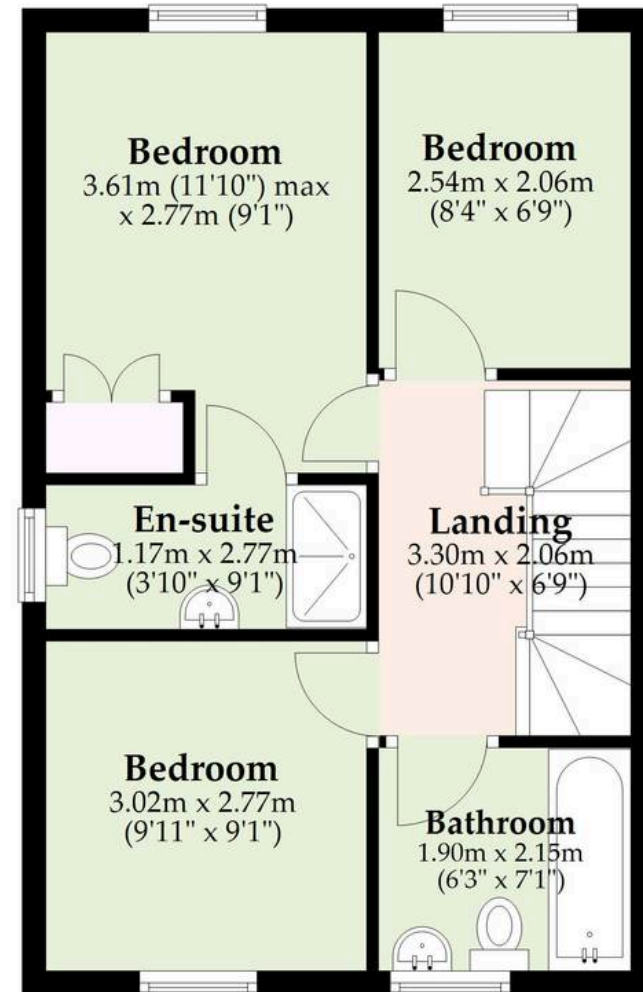 Bedroom
3.61m (11'10") max
x 2.77m (9'1")
Bedroom
2.54m x 2.06m
(8'4" x 6'9")
En-suite
1.17m x 2.77m
(3'10" x 9'1")
Landing
3.30m x 2.06m
(10'10" x 6'9")
Bedroom
3.02m x 2.77m
(9'11" x 9'1")
Bathroom
1.90m x 2.15m
(6'3" x 7'1")